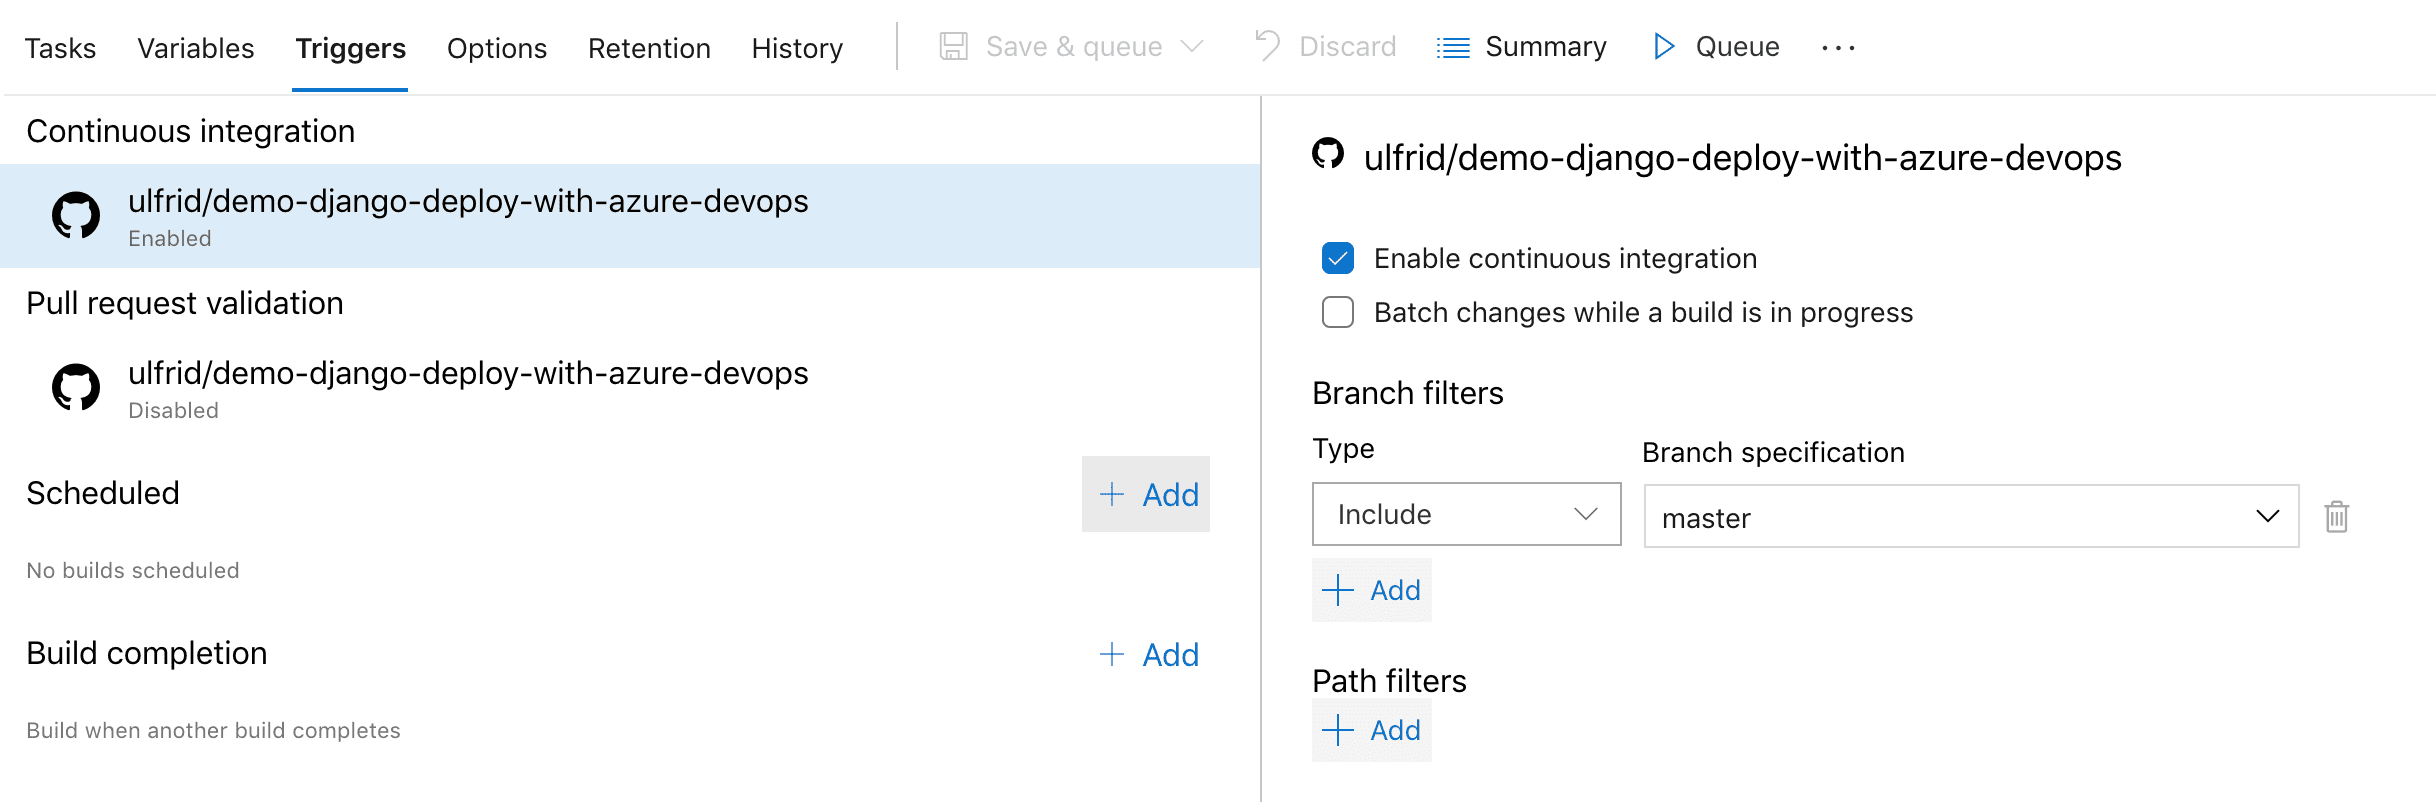 Tasks Variables Triggers Options Retention History Save & queue Discard Summary Queue ...
Continuous integration
ulfrid/demo-django-deploy-with-azure-devops
Enabled
Pull request validation
ulfrid/demo-django-deploy-with-azure-devops
Disabled
Scheduled + Add
No builds scheduled
Build completion + Add
Build when another build completes
ulfrid/demo-django-deploy-with-azure-devops
Enable continuous integration
Batch changes while a build is in progress
Branch filters
Type Branch specification
Include master
+ Add
Path filters
+ Add